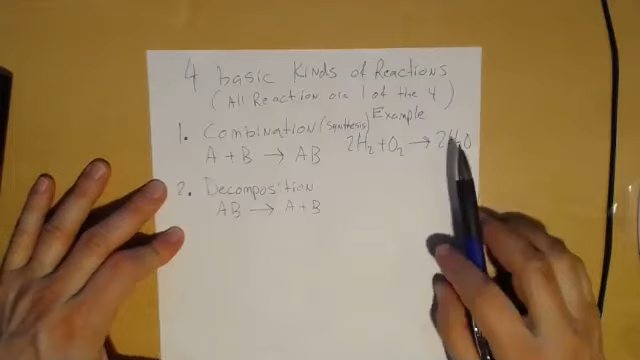 4 basic Kinds of Reactions
(All Reaction are 1 of the 4)
1. Combination (Synthesis) Example
A + B → AB 2H₂ + O₂ → 2H₂O
2. Decomposition
AB → A + B